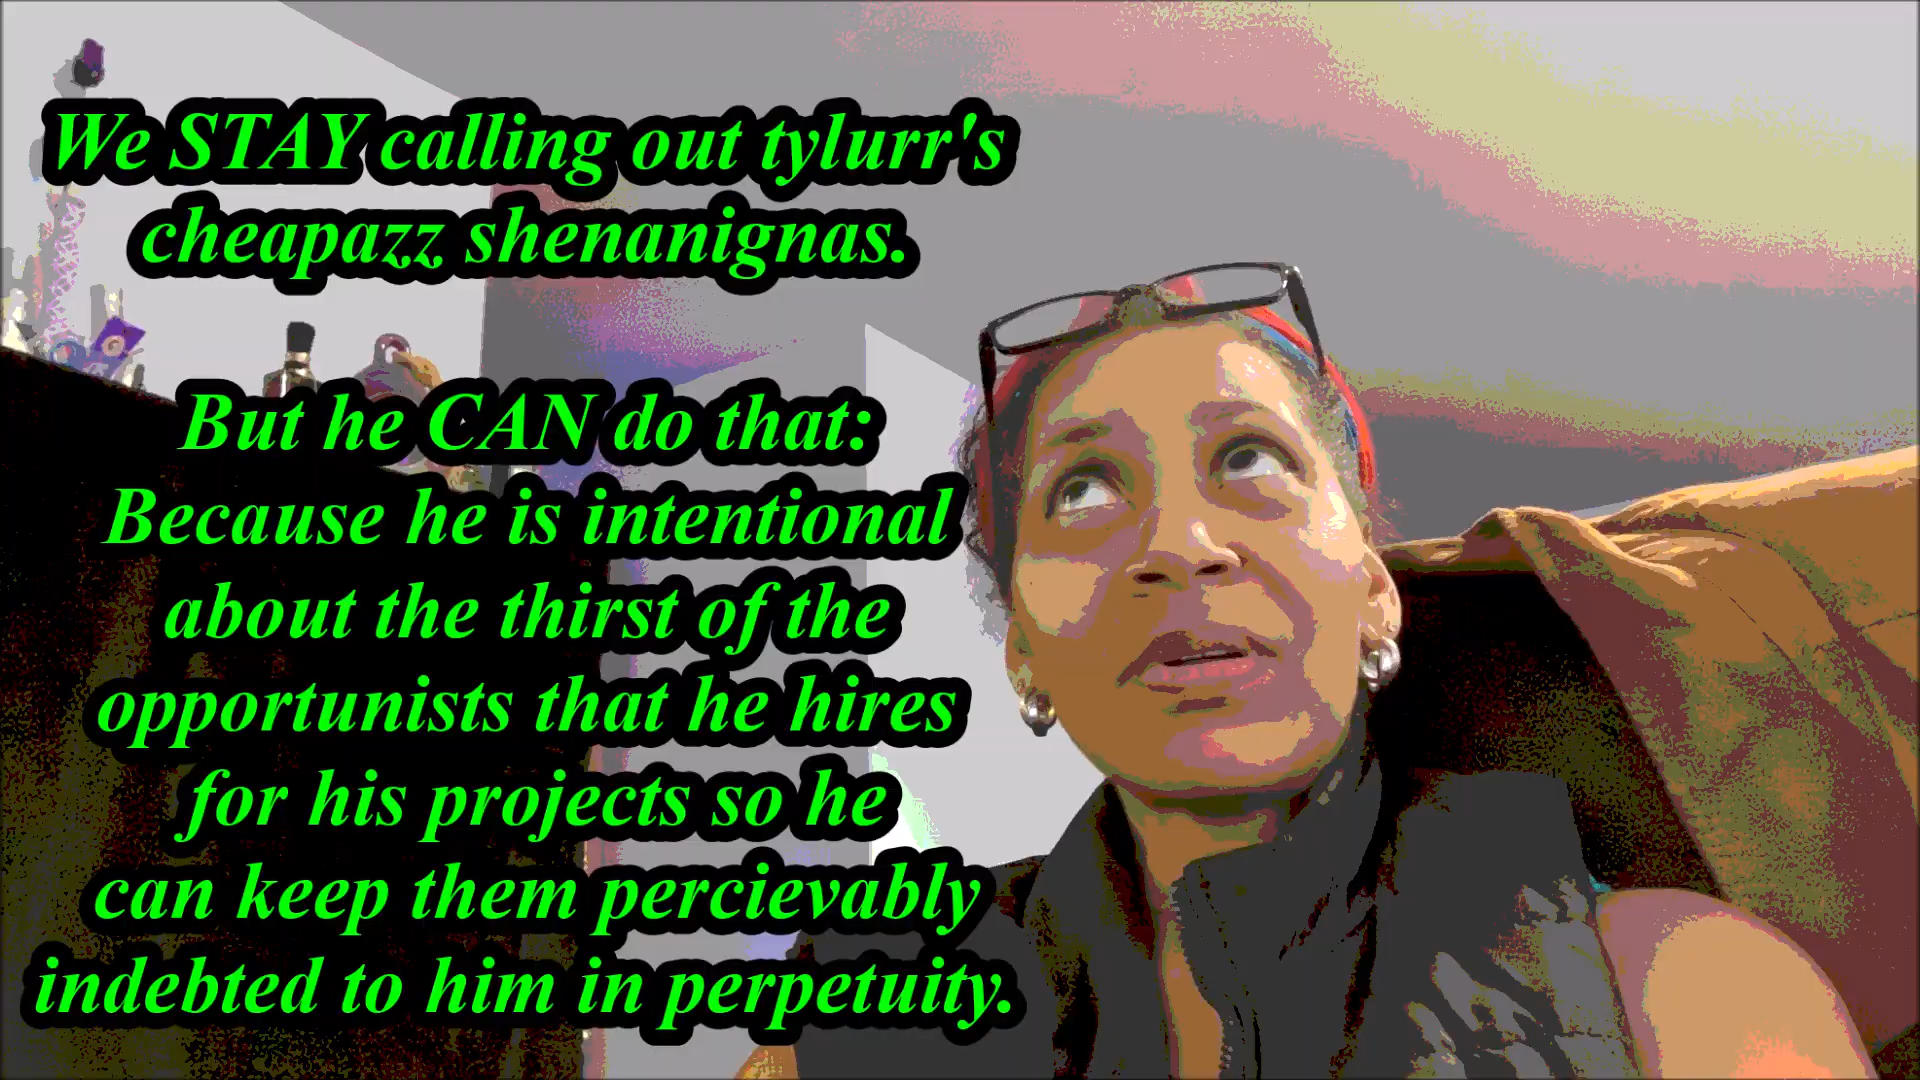 We STAY calling out tylurr's
cheapazz shenanignas.
But he CAN do that:
Because he is intentional
about the thirst of the
opportunists that he hires
for his projects so he
can keep them percievably
indebted to him in perpetuity.